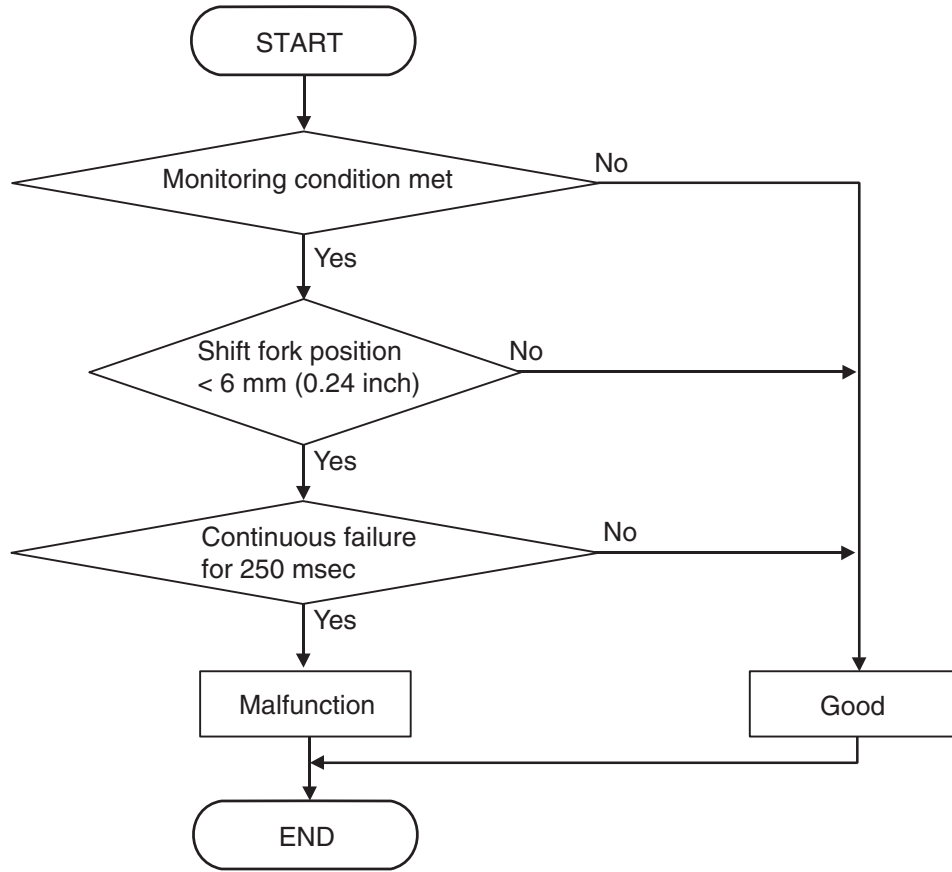 START
Monitoring condition met
No
Yes
Shift fork position
< 6 mm (0.24 inch)
No
Yes
Continuous failure
for 250 msec
No
Yes
Malfunction
Good
END